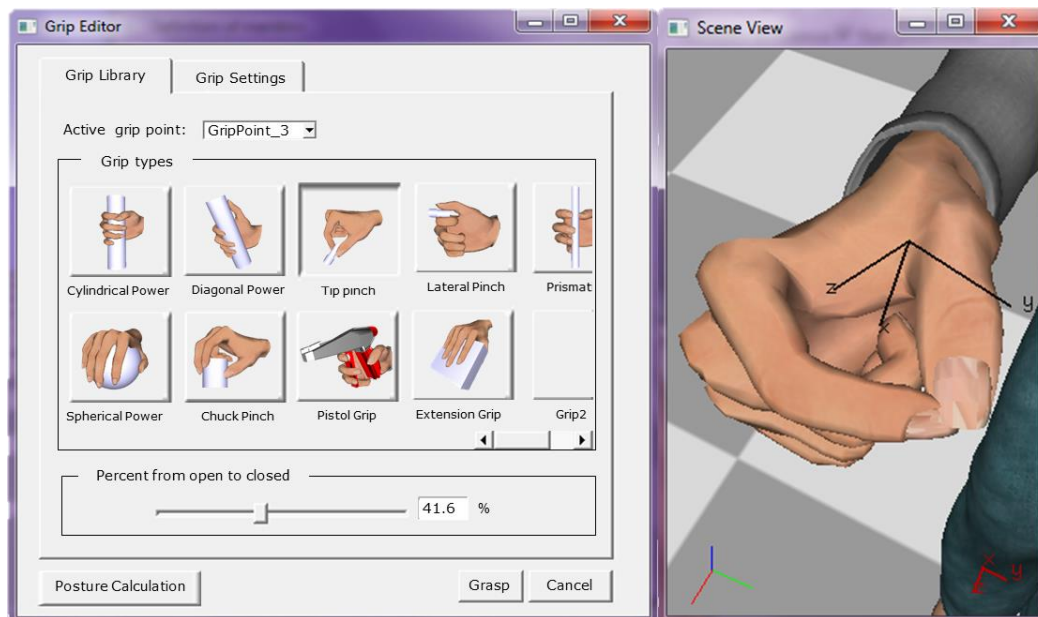 Grip Editor
Scene View
Grip Library
Grip Settings
Active grip point:
GripPoint_3
Grip types
Cylindrical Power
Diagonal Power
Tip pinch
Lateral Pinch
Prismat
Spherical Power
Chuck Pinch
Pistol Grip
Extension Grip
Grip2
Percent from open to closed
41.6 %
Posture Calculation
Grasp
Cancel
z
x
y
x
y